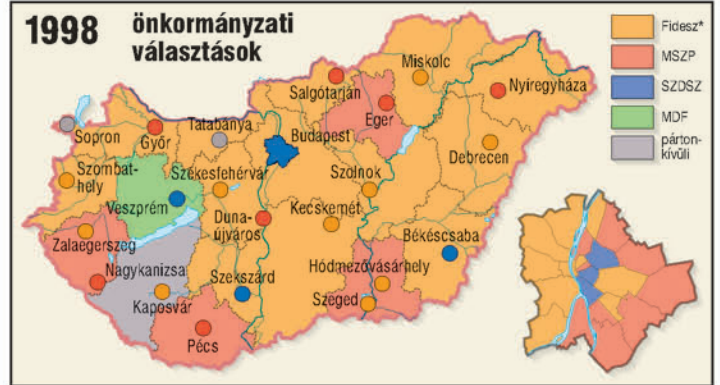 1998 önkormányzati
választások
Fidesz*
MSZP
SZDSZ
MDF
párton-
kívüli
Miskolc
Salgótarján
Nyíregyháza
Eger
Sopron
Győr
Tatabánya
Budapest
Debrecen
Szombat-
hely
Székesfehérvár
Szolnok
Veszprém
Duna-
újváros
Kecskemét
Zalaegerszeg
Békéscsaba
Nagykanizsa
Szekszárd
Hódmezővásárhely
Kaposvár
Szeged
Pécs